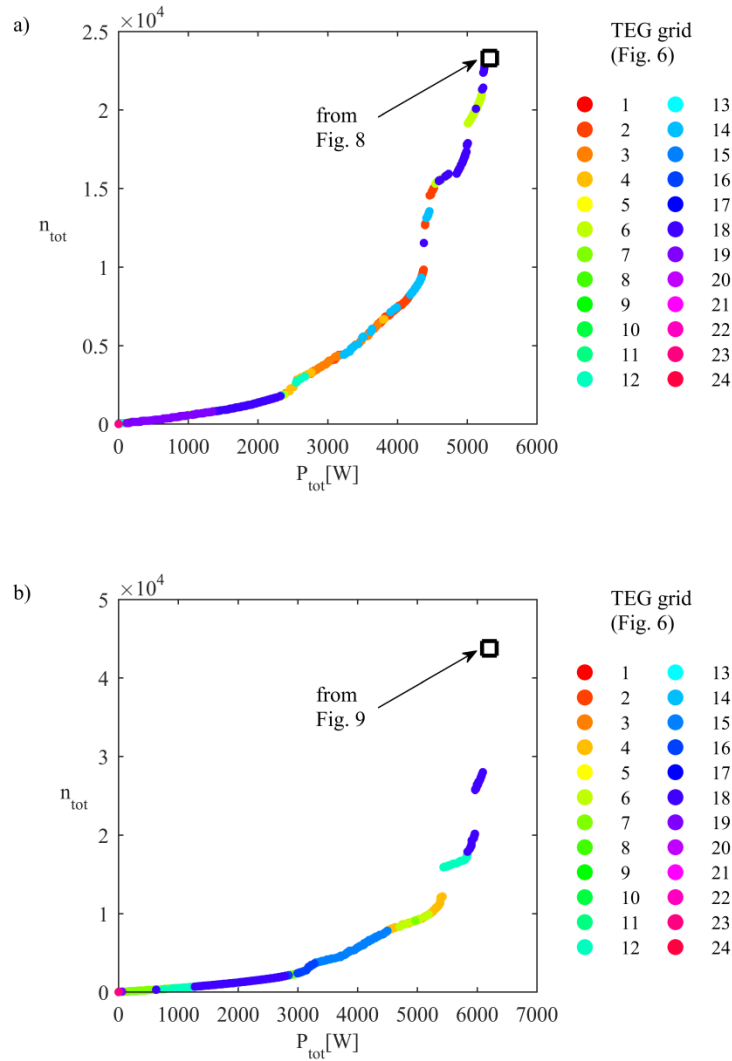 a)
×10⁴
2.5
2
1.5
1
0.5
0
n_tot
from
Fig. 8
0 1000 2000 3000 4000 5000 6000
P_tot[W]
TEG grid
(Fig. 6)
1 13
2 14
3 15
4 16
5 17
6 18
7 19
8 20
9 21
10 22
11 23
12 24
b)
×10⁴
5
4
3
2
1
0
n_tot
from
Fig. 9
0 1000 2000 3000 4000 5000 6000 7000
P_tot[W]
TEG grid
(Fig. 6)
1 13
2 14
3 15
4 16
5 17
6 18
7 19
8 20
9 21
10 22
11 23
12 24